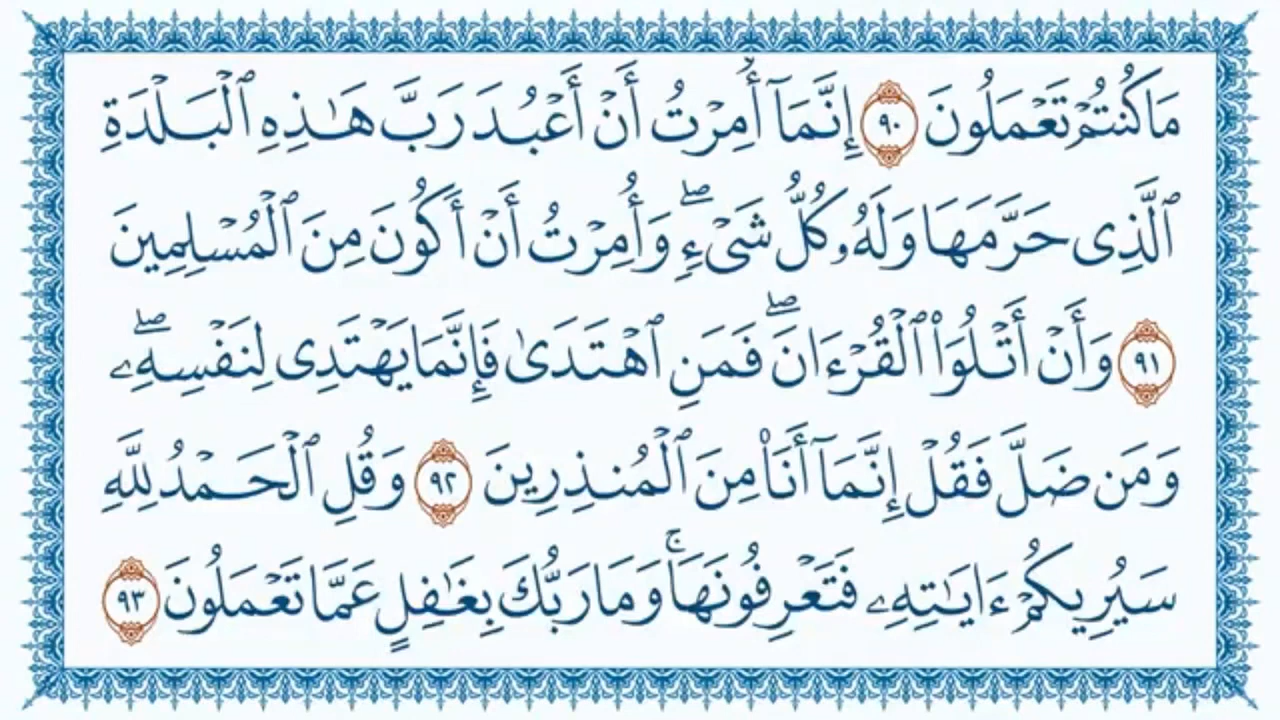 مَا كُنتُمْ تَعْمَلُونَ ٩٠ إِنَّمَآ أُمِرْتُ أَنْ أَعْبُدَ رَبَّ هَـٰذِهِ ٱلْبَلْدَةِ
ٱلَّذِى حَرَّمَهَا وَلَهُۥ كُلُّ شَىْءٍۖ وَأُمِرْتُ أَنْ أَكُونَ مِنَ ٱلْمُسْلِمِينَ
٩١ وَأَنْ أَتْلُوَا۟ ٱلْقُرْءَانَۖ فَمَنِ ٱهْتَدَىٰ فَإِنَّمَا يَهْتَدِى لِنَفْسِهِۦۖ
وَمَن ضَلَّ فَقُلْ إِنَّمَآ أَنَا۠ مِنَ ٱلْمُنذِرِينَ ٩٢ وَقُلِ ٱلْحَمْدُ لِلَّهِ
سَيُرِيكُمْ ءَايَـٰتِهِۦ فَتَعْرِفُونَهَاۚ وَمَا رَبُّكَ بِغَـٰفِلٍ عَمَّا تَعْمَلُونَ ٩٣